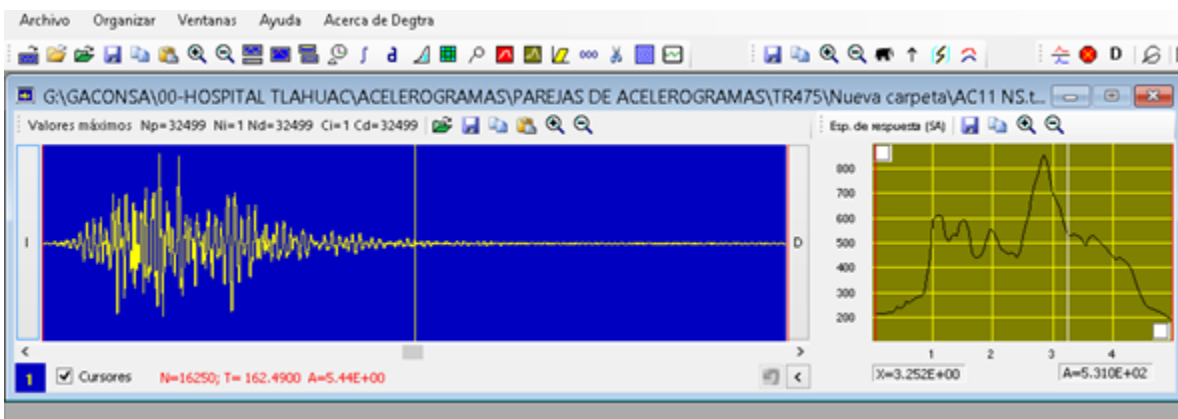 Archivo Organizar Ventanas Ayuda Acerca de Degtra
G:\GACONSA\00-HOSPITAL TLAHUAC\ACELEROGRAMAS\PAREJAS DE ACELEROGRAMAS\TR475\Nueva carpeta\AC11 NS.t...
Valores máximos Np=32499 Ni=1 Nd=32499 Ci=1 Cd=32499
Esp. de respuesta (SA)
I
D
800
700
600
500
400
300
200
1 2 3 4
1 Cursores N=16250; T= 162.4900 A=5.44E+00
X=3.252E+00 A=5.310E+02